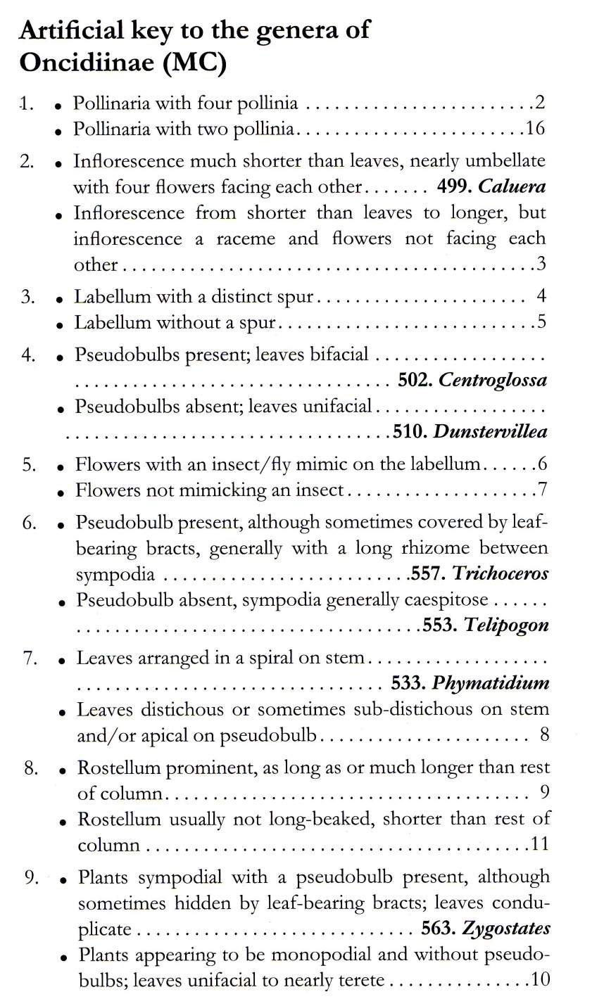 Artificial key to the genera of
Oncidiinae (MC)
1. • Pollinaria with four pollinia . . . . . . . . . . . . . . . . . . . . . . . .2
• Pollinaria with two pollinia. . . . . . . . . . . . . . . . . . . . . . . .16
2. • Inflorescence much shorter than leaves, nearly umbellate
with four flowers facing each other. . . . . . . 499. Caluera
• Inflorescence from shorter than leaves to longer, but
inflorescence a raceme and flowers not facing each
other . . . . . . . . . . . . . . . . . . . . . . . . . . . . . . . . . . . . . . . . . . .3
3. • Labellum with a distinct spur. . . . . . . . . . . . . . . . . . . . . . 4
• Labellum without a spur. . . . . . . . . . . . . . . . . . . . . . . . . . .5
4. • Pseudobulbs present; leaves bifacial . . . . . . . . . . . . . . . . . .
. . . . . . . . . . . . . . . . . . . . . . . . . . . . . . . . . 502. Centroglossa
• Pseudobulbs absent; leaves unifacial . . . . . . . . . . . . . . . . . .
. . . . . . . . . . . . . . . . . . . . . . . . . . . . . . . . . .510. Dunstervillea
5. • Flowers with an insect/fly mimic on the labellum. . . . . .6
• Flowers not mimicking an insect . . . . . . . . . . . . . . . . . . . .7
6. • Pseudobulb present, although sometimes covered by leaf-
bearing bracts, generally with a long rhizome between
sympodia . . . . . . . . . . . . . . . . . . . . . . . . . .557. Trichoceros
• Pseudobulb absent, sympodia generally caespitose . . . . . .
. . . . . . . . . . . . . . . . . . . . . . . . . . . . . . . . . . . .553. Telipogon
7. • Leaves arranged in a spiral on stem . . . . . . . . . . . . . . . . . . .
. . . . . . . . . . . . . . . . . . . . . . . . . . . . . . . . 533. Phymatidium
• Leaves distichous or sometimes sub-distichous on stem
and/or apical on pseudobulb. . . . . . . . . . . . . . . . . . . . . . 8
8. • Rostellum prominent, as long as or much longer than rest
of column. . . . . . . . . . . . . . . . . . . . . . . . . . . . . . . . . . . . . . 9
• Rostellum usually not long-beaked, shorter than rest of
column . . . . . . . . . . . . . . . . . . . . . . . . . . . . . . . . . . . . . . . .11
9. • Plants sympodial with a pseudobulb present, although
sometimes hidden by leaf-bearing bracts; leaves condu-
plicate . . . . . . . . . . . . . . . . . . . . . . . . . . . . . 563. Zygostates
• Plants appearing to be monopodial and without pseudo-
bulbs; leaves unifacial to nearly terete . . . . . . . . . . . . . . .10